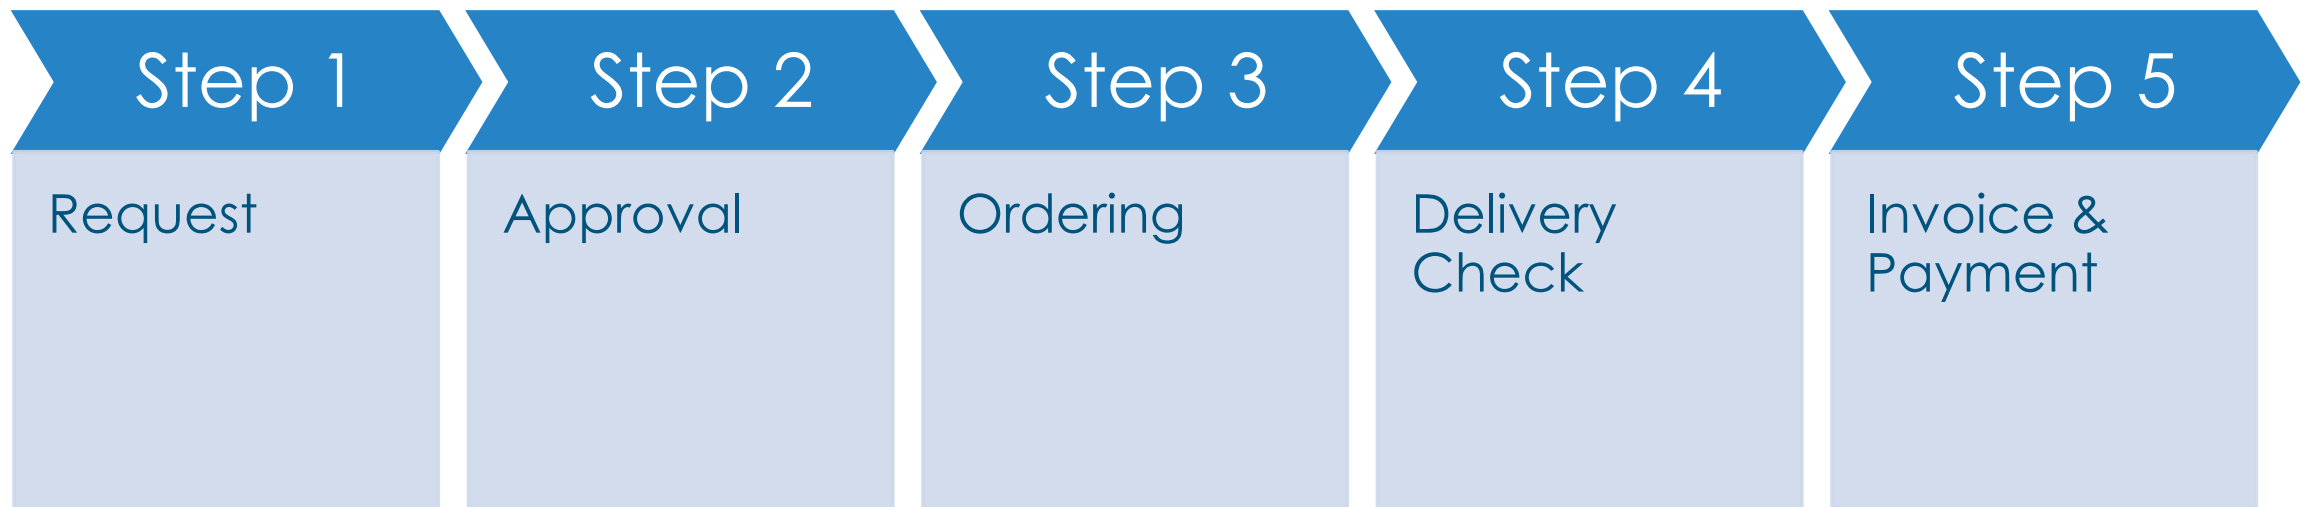 Step 1
Request
Step 2
Approval
Step 3
Ordering
Step 4
Delivery
Check
Step 5
Invoice &
Payment